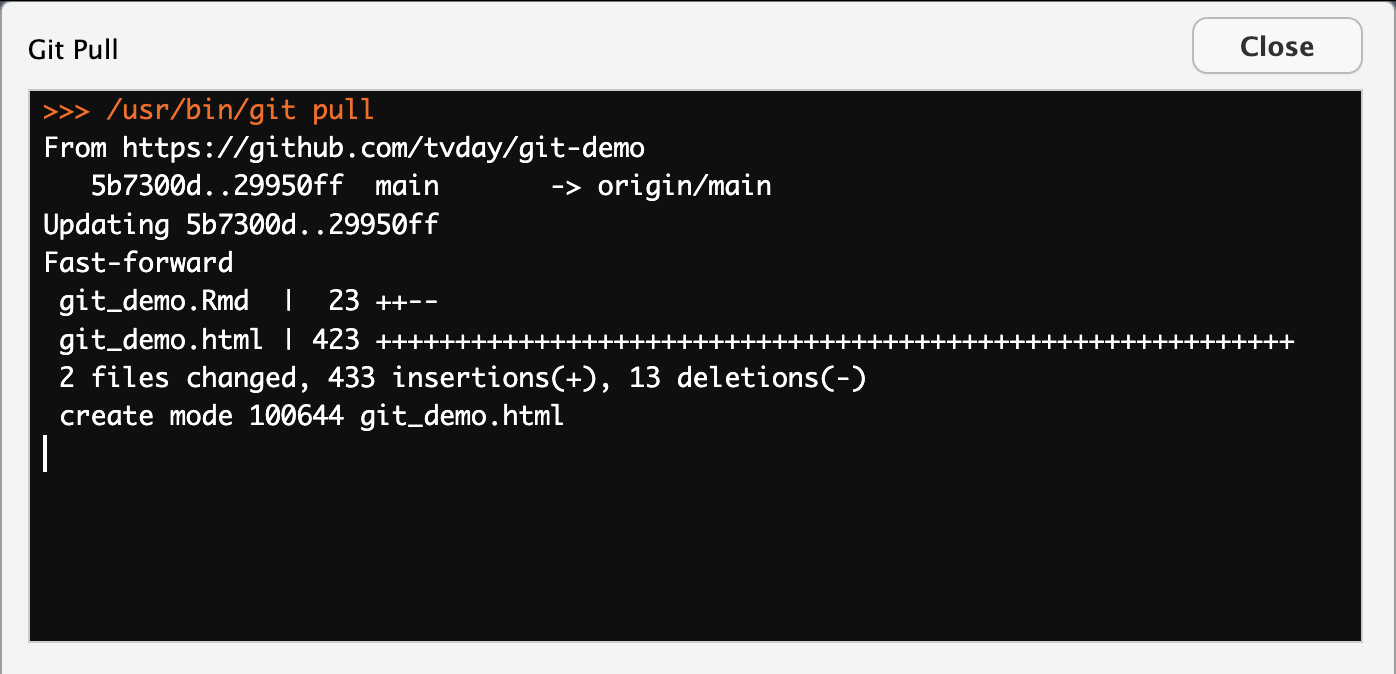 Git Pull
Close
>>> /usr/bin/git pull
From https://github.com/tvday/git-demo
   5b7300d..29950ff  main       -> origin/main
Updating 5b7300d..29950ff
Fast-forward
 git_demo.Rmd  |  23 ++--
 git_demo.html | 423 ++++++++++++++++++++++++++++++++++++++++++++++++++++++++++
 2 files changed, 433 insertions(+), 13 deletions(-)
 create mode 100644 git_demo.html